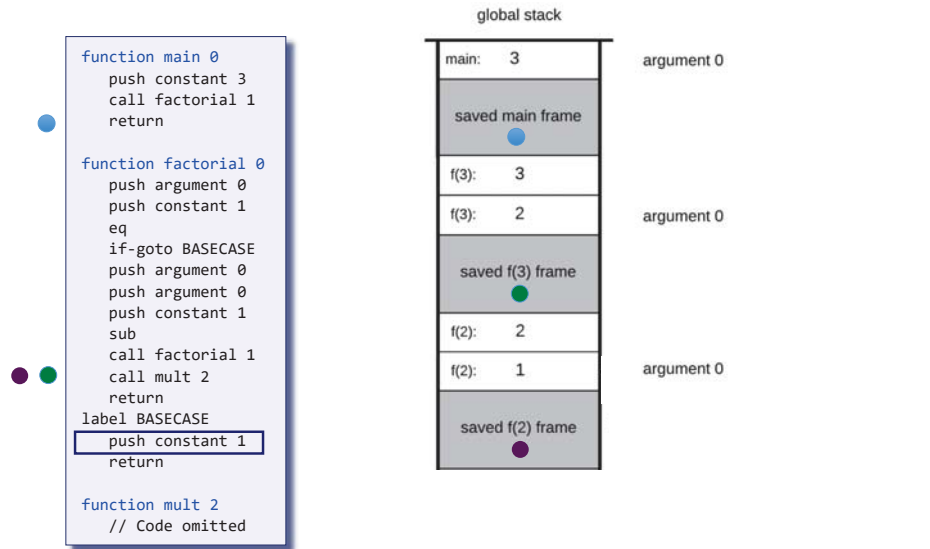 function main 0
push constant 3
call factorial 1
return
function factorial 0
push argument 0
push constant 1
eq
if-goto BASECASE
push argument 0
push argument 0
push constant 1
sub
call factorial 1
call mult 2
return
label BASECASE
push constant 1
return
function mult 2
// Code omitted
global stack
main: 3 argument 0
saved main frame
f(3): 3
f(3): 2 argument 0
saved f(3) frame
f(2): 2
f(2): 1 argument 0
saved f(2) frame